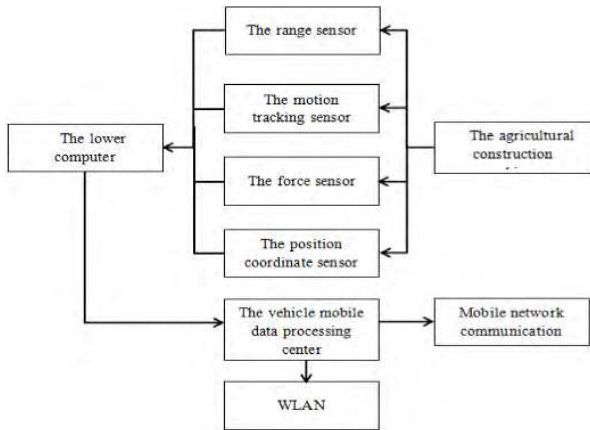 The range sensor
The motion
tracking sensor
The lower
computer
The agricultural
construction
The force sensor
The position
coordinate sensor
The vehicle mobile
data processing
center
Mobile network
communication
WLAN